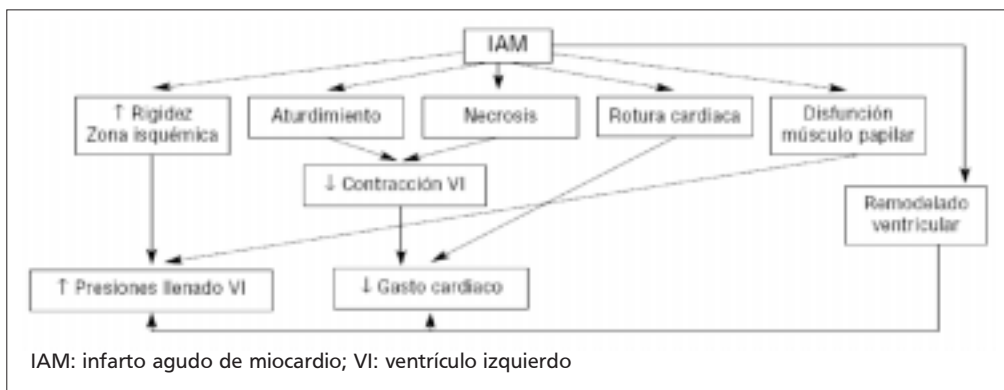 IAM
↑ Rigidez
Zona isquémica
Aturdimiento
Necrosis
Rotura cardiaca
Disfunción
músculo papilar
↓ Contracción VI
Remodelado
ventricular
↑ Presiones llenado VI
↓ Gasto cardiaco
IAM: infarto agudo de miocardio; VI: ventrículo izquierdo